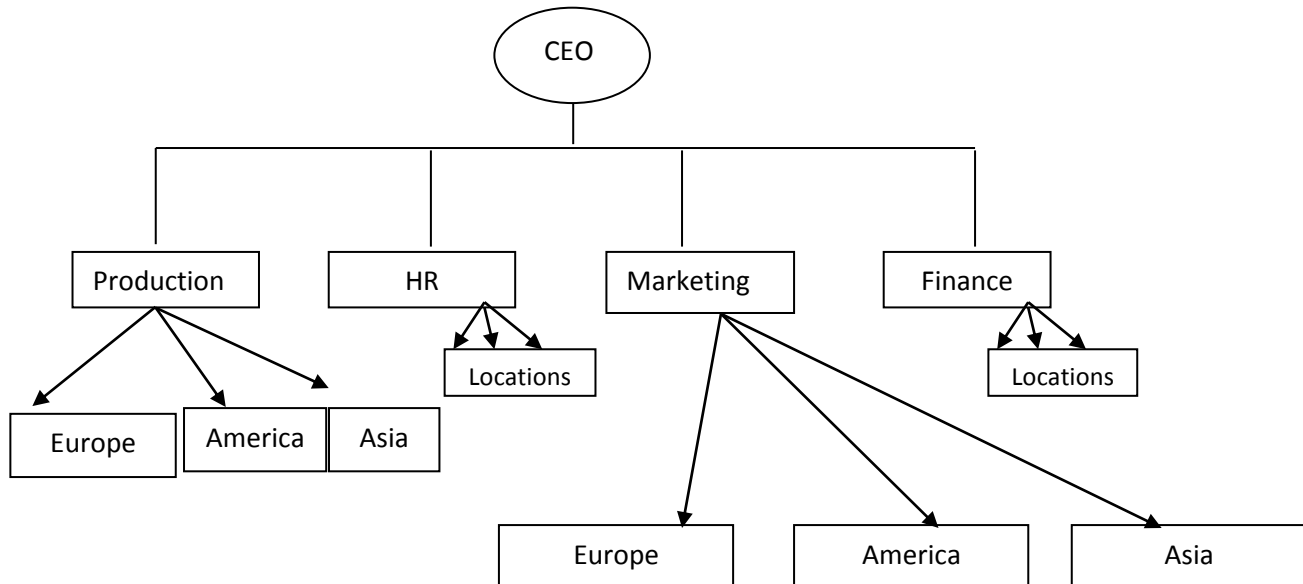 CEO
Production
HR
Marketing
Finance
Locations
Locations
Europe
America
Asia
Europe
America
Asia